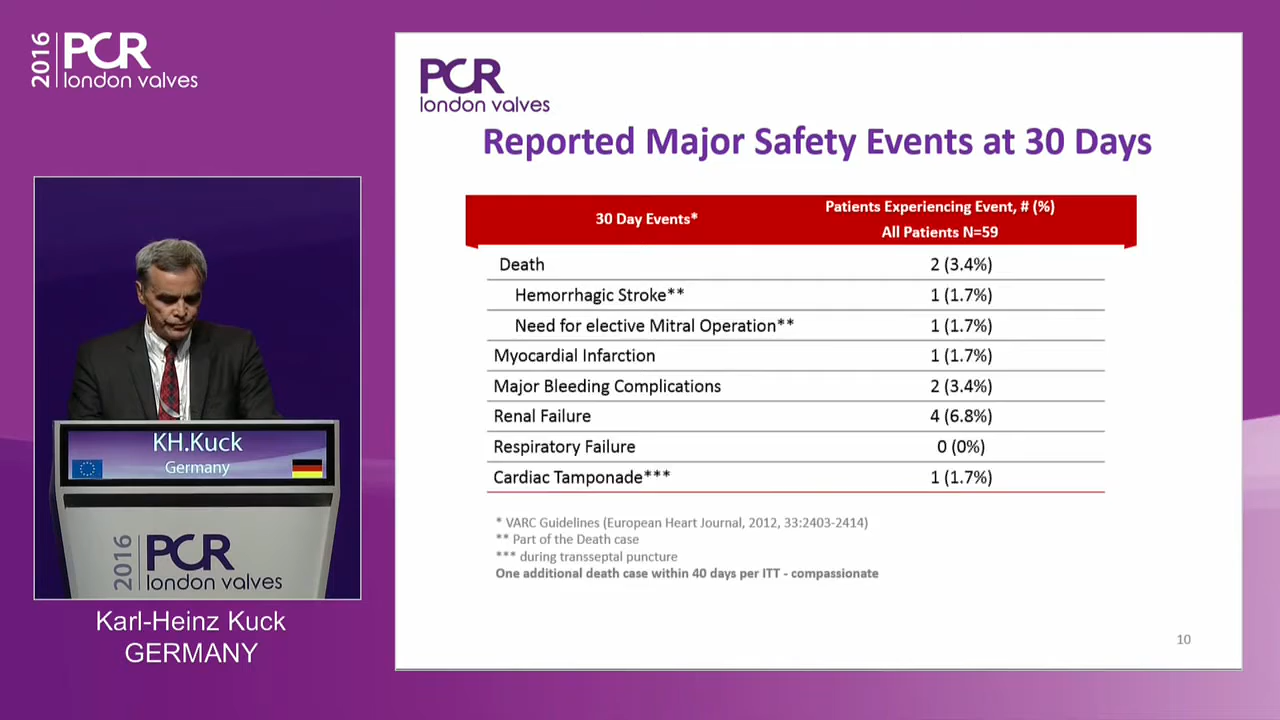 2016 PCR
london valves
PCR
london valves
Reported Major Safety Events at 30 Days
30 Day Events*
Patients Experiencing Event, # (%)
All Patients N=59
Death 2 (3.4%)
Hemorrhagic Stroke** 1 (1.7%)
Need for elective Mitral Operation** 1 (1.7%)
Myocardial Infarction 1 (1.7%)
Major Bleeding Complications 2 (3.4%)
Renal Failure 4 (6.8%)
Respiratory Failure 0 (0%)
Cardiac Tamponade*** 1 (1.7%)
* VARC Guidelines (European Heart Journal, 2012, 33:2403-2414)
** Part of the Death case
*** during transseptal puncture
One additional death case within 40 days per ITT - compassionate
10
KH.Kuck
Germany
2016 PCR
london valves
Karl-Heinz Kuck
GERMANY